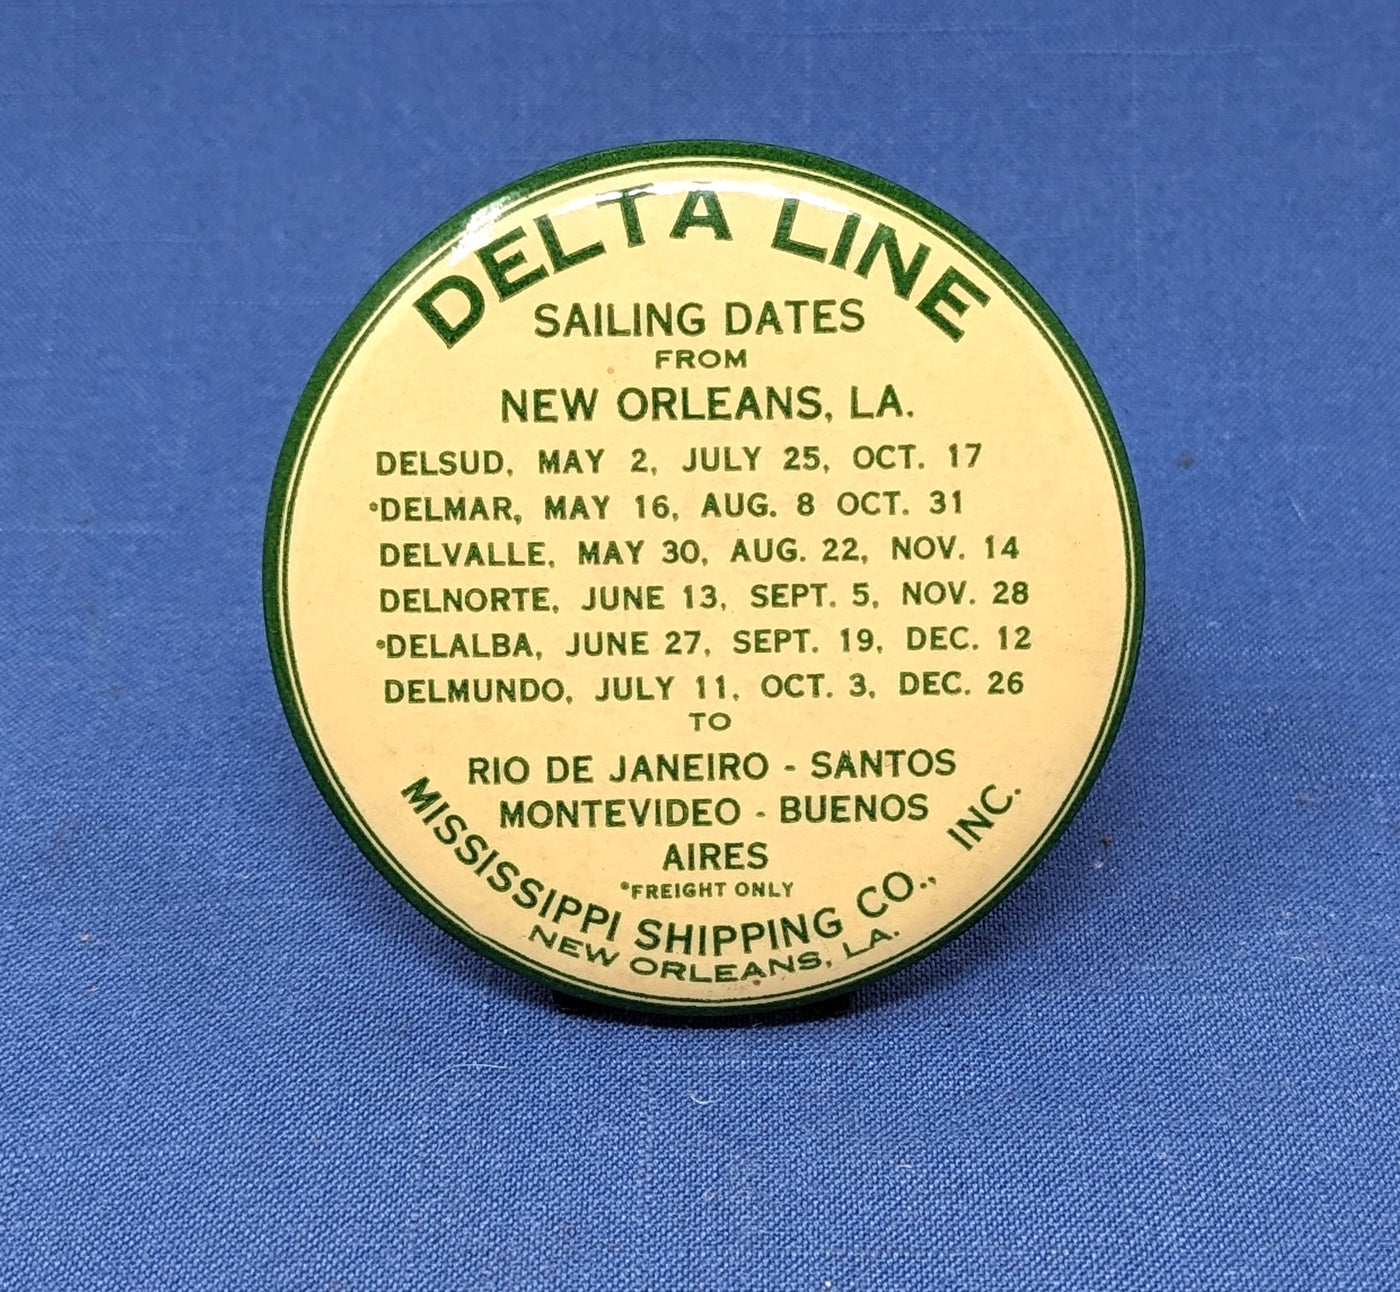 DELTA LINE
SAILING DATES
FROM
NEW ORLEANS, LA.
DELSUD, MAY 2, JULY 25, OCT. 17
*DELMAR, MAY 16, AUG. 8 OCT. 31
DELVALLE, MAY 30, AUG. 22, NOV. 14
DELNORTE, JUNE 13, SEPT. 5, NOV. 28
*DELALBA, JUNE 27, SEPT. 19, DEC. 12
DELMUNDO, JULY 11, OCT. 3, DEC. 26
TO
RIO DE JANEIRO - SANTOS
MONTEVIDEO - BUENOS
AIRES
*FREIGHT ONLY
MISSISSIPPI SHIPPING CO., INC.
NEW ORLEANS, LA.